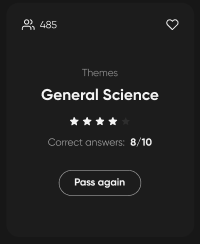 485
Themes
General Science
Correct answers: 8/10
Pass again